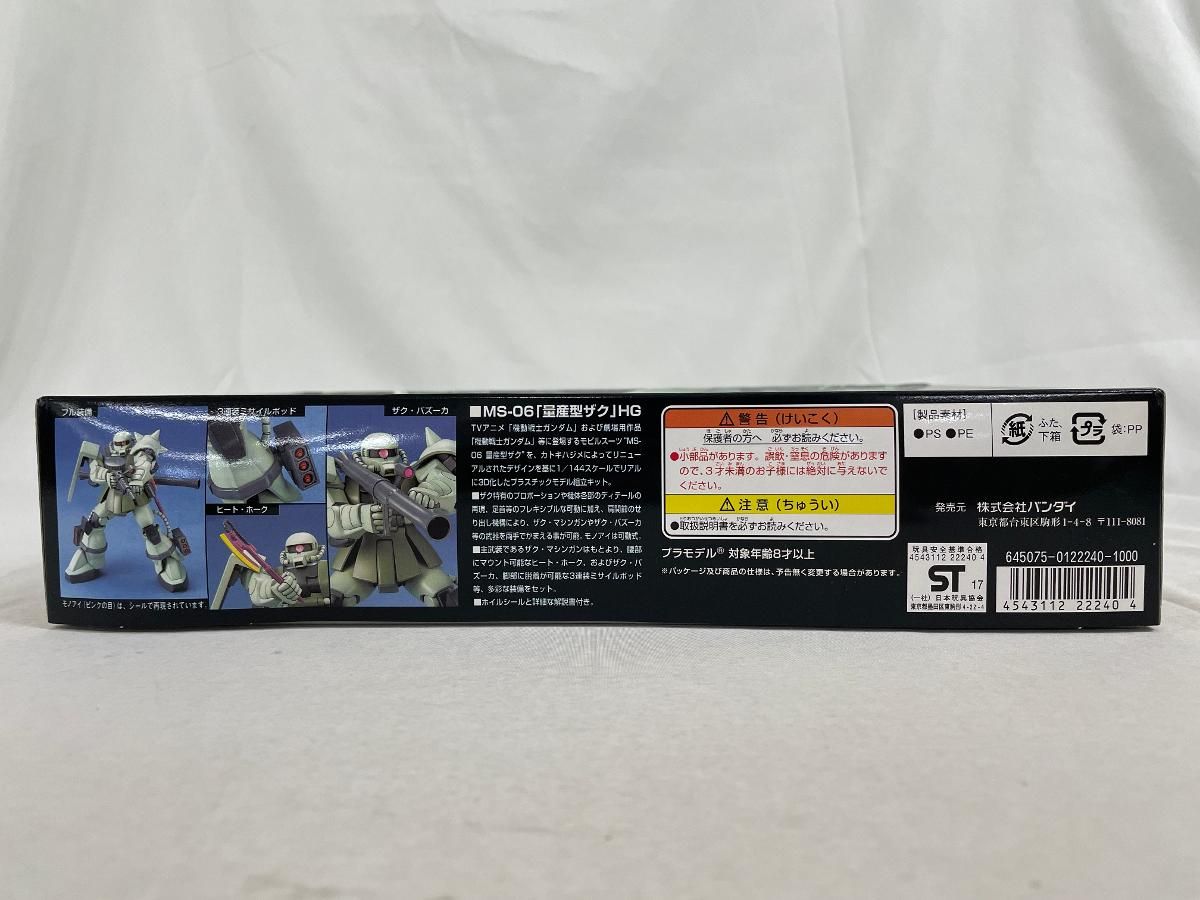 フル装備
3連装ミサイルポッド
ザク・バズーカ
ヒート・ホーク
モノアイ(ピンクの目)は、シールで再現されています。
■MS-06「量産型ザク」HG
TVアニメ「機動戦士ガンダム」および劇場用作品
「機動戦士ガンダム」等に登場するモビルスーツ"MS-
06 量産型ザク"を、カトキハジメによってリニュー
アルされたデザインを基に1/144スケールでリアル
に3D化したプラスチックモデル組立キット。
■ザク特有のプロポーションや機体各部のディテールの
再現、足首等のフレキシブルな可動に加え、肩関節のせ
り出し機構により、ザク・マシンガンやザク・バズーカ
等の武器を両手でかまえる事が可能。モノアイは可動式。
■主武装であるザク・マシンガンはもとより、腰部
にマウント可能なヒート・ホーク、およびザク・バ
ズーカ、脚部に脱着が可能な3連装ミサイルポッド
等、多彩な装備をセット。
■ホイルシールと詳細な解説書付き。
⚠警告(けいこく)
保護者の方へ 必ずお読みください。
●小部品があります。誤飲・窒息の危険があります
ので、3才未満のお子様には絶対に与えないで
ください。
⚠注意(ちゅうい)
●取扱説明書を必ずお読みください。
プラモデル® 対象年齢8才以上
※パッケージ及び商品の仕様は、予告無く変更する場合があります。
[製品素材]
●PS ●PE
紙
ふた、
下箱
プラ
袋:PP
発売元 株式会社バンダイ
東京都台東区駒形1-4-8 〒111-8081
玩具安全基準合格
4543112 22240 4
ST 17
(一社)日本玩具協会
東京都墨田区東駒形4-22-4
645075-0122240-1000
4543112 22240 4